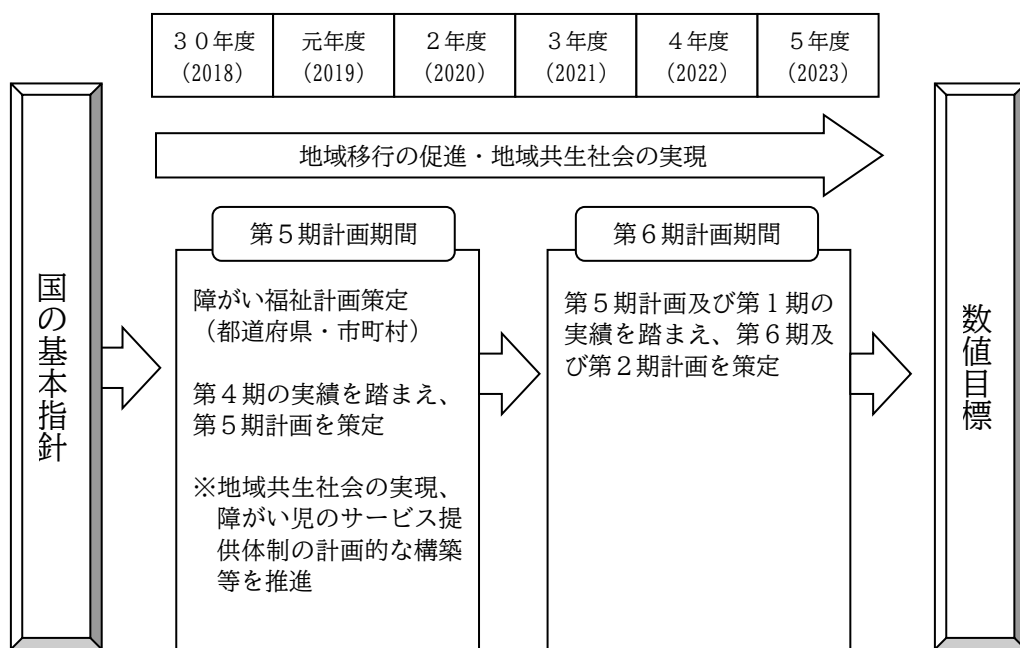 ３０年度
(2018)
元年度
(2019)
２年度
(2020)
３年度
(2021)
４年度
(2022)
５年度
(2023)
地域移行の促進・地域共生社会の実現
国の基本指針
第５期計画期間
障がい福祉計画策定
（都道府県・市町村）
第４期の実績を踏まえ、
第５期計画を策定
※地域共生社会の実現、
障がい児のサービス提
供体制の計画的な構築
等を推進
第６期計画期間
第５期計画及び第１期の
実績を踏まえ、第６期及
び第２期計画を策定
数値目標